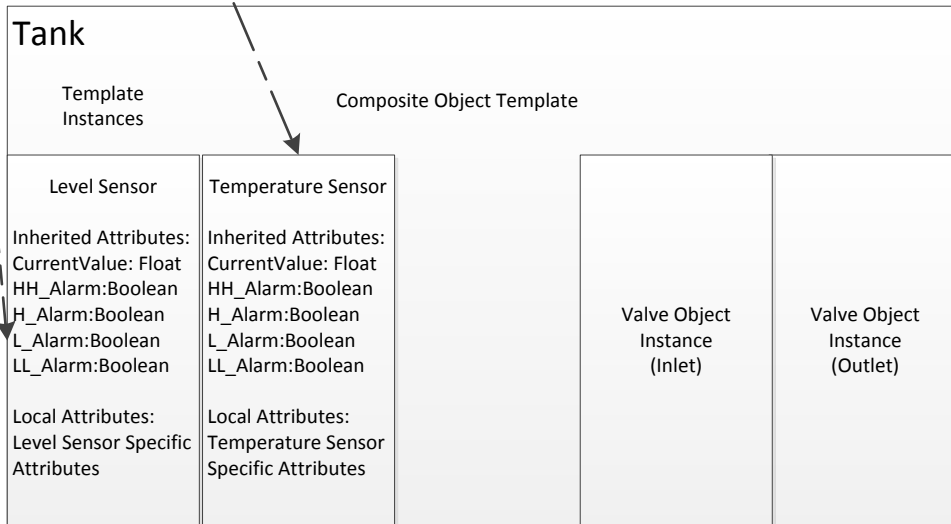 Tank
Template
Instances
Composite Object Template
Level Sensor
Inherited Attributes:
CurrentValue: Float
HH_Alarm:Boolean
H_Alarm:Boolean
L_Alarm:Boolean
LL_Alarm:Boolean
Local Attributes:
Level Sensor Specific
Attributes
Temperature Sensor
Inherited Attributes:
CurrentValue: Float
HH_Alarm:Boolean
H_Alarm:Boolean
L_Alarm:Boolean
LL_Alarm:Boolean
Local Attributes:
Temperature Sensor
Specific Attributes
Valve Object
Instance
(Inlet)
Valve Object
Instance
(Outlet)